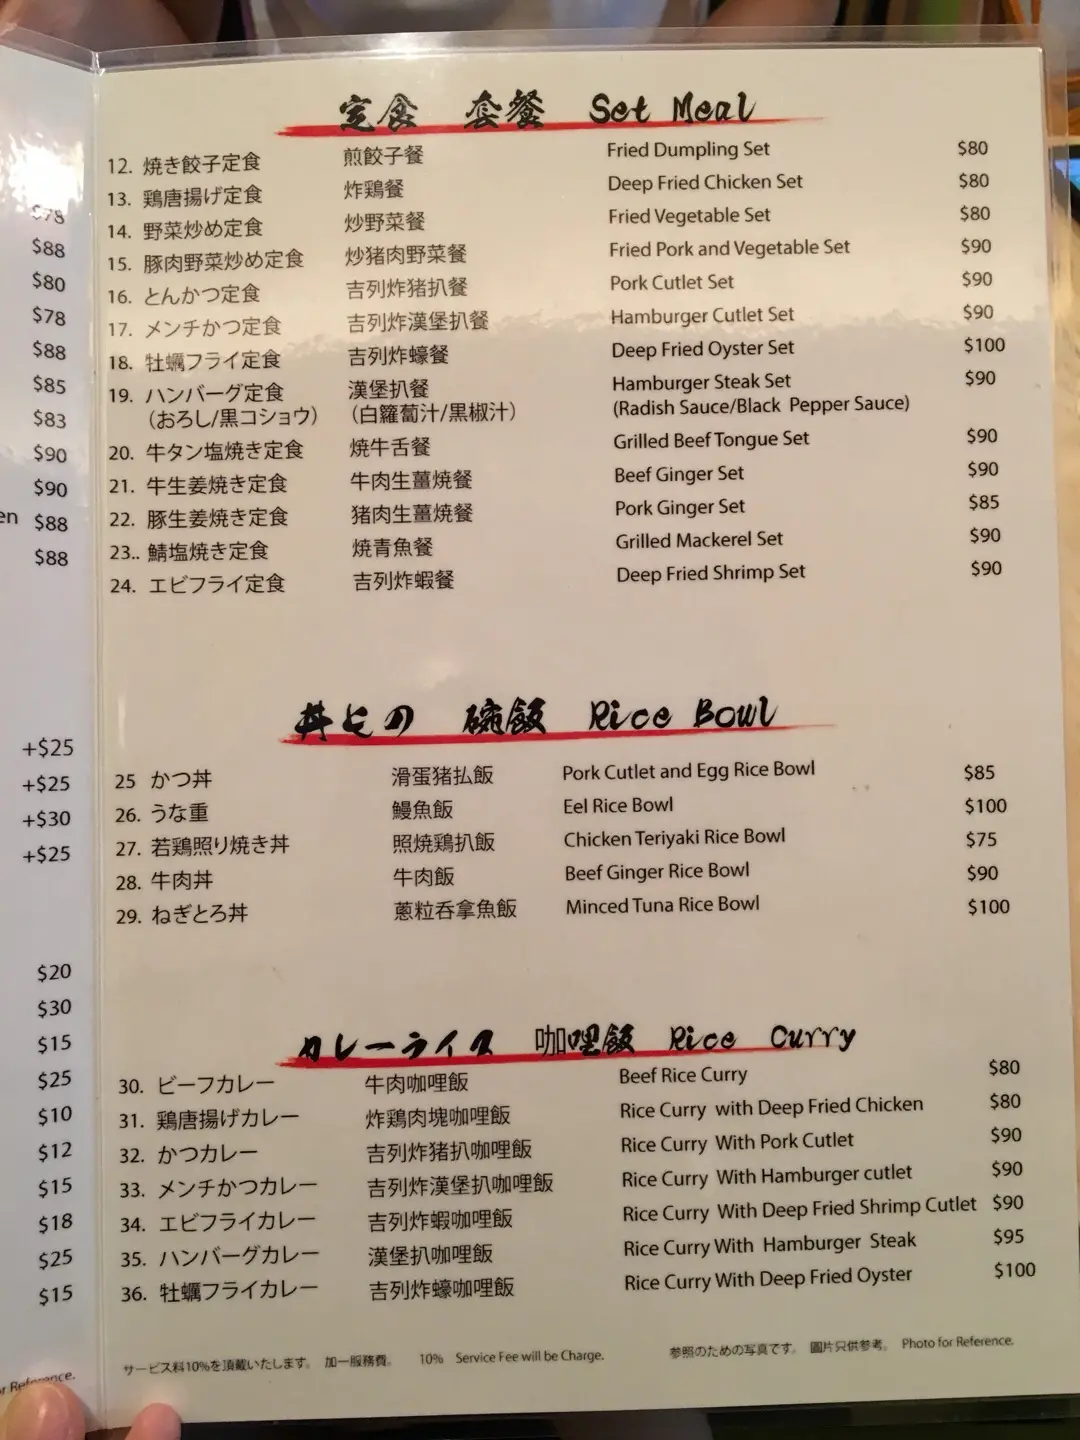 $78
$88
$80
$78
$88
$85
$83
$90
$90
en $88
$88
+$25
+$25
+$30
+$25
$20
$30
$15
$25
$10
$12
$15
$18
$25
$15
or Reference.
定食 套餐 Set Meal
12. 焼き餃子定食 煎餃子餐 Fried Dumpling Set $80
13. 鶏唐揚げ定食 炸鶏餐 Deep Fried Chicken Set $80
14. 野菜炒め定食 炒野菜餐 Fried Vegetable Set $80
15. 豚肉野菜炒め定食 炒猪肉野菜餐 Fried Pork and Vegetable Set $90
16. とんかつ定食 吉列炸猪扒餐 Pork Cutlet Set $90
17. メンチかつ定食 吉列炸漢堡扒餐 Hamburger Cutlet Set $90
18. 牡蠣フライ定食 吉列炸蠔餐 Deep Fried Oyster Set $100
19. ハンバーグ定食 漢堡扒餐 Hamburger Steak Set $90
（おろし/黒コショウ） （白籮蔔汁/黒椒汁） (Radish Sauce/Black Pepper Sauce)
20. 牛タン塩焼き定食 焼牛舌餐 Grilled Beef Tongue Set $90
21. 牛生姜焼き定食 牛肉生薑焼餐 Beef Ginger Set $90
22. 豚生姜焼き定食 猪肉生薑焼餐 Pork Ginger Set $85
23.. 鯖塩焼き定食 焼青魚餐 Grilled Mackerel Set $90
24. エビフライ定食 吉列炸蝦餐 Deep Fried Shrimp Set $90
丼もの 碗飯 Rice Bowl
25 かつ丼 滑蛋猪払飯 Pork Cutlet and Egg Rice Bowl $85
26. うな重 鰻魚飯 Eel Rice Bowl $100
27. 若鶏照り焼き丼 照焼鶏扒飯 Chicken Teriyaki Rice Bowl $75
28. 牛肉丼 牛肉飯 Beef Ginger Rice Bowl $90
29. ねぎとろ丼 蔥粒吞拿魚飯 Minced Tuna Rice Bowl $100
カレーライス 咖哩飯 Rice Curry
30. ビーフカレー 牛肉咖哩飯 Beef Rice Curry $80
31. 鶏唐揚げカレー 炸鶏肉塊咖哩飯 Rice Curry with Deep Fried Chicken $80
32. かつカレー 吉列炸猪扒咖哩飯 Rice Curry With Pork Cutlet $90
33. メンチかつカレー 吉列炸漢堡扒咖哩飯 Rice Curry With Hamburger cutlet $90
34. エビフライカレー 吉列炸蝦咖哩飯 Rice Curry With Deep Fried Shrimp Cutlet $90
35. ハンバーグカレー 漢堡扒咖哩飯 Rice Curry With Hamburger Steak $95
36. 牡蠣フライカレー 吉列炸蠔咖哩飯 Rice Curry With Deep Fried Oyster $100
サービス料10%を頂戴いたします。 加一服務費。 10% Service Fee will be Charge. 参照のための写真です。 圖片只供参考。 Photo for Reference.